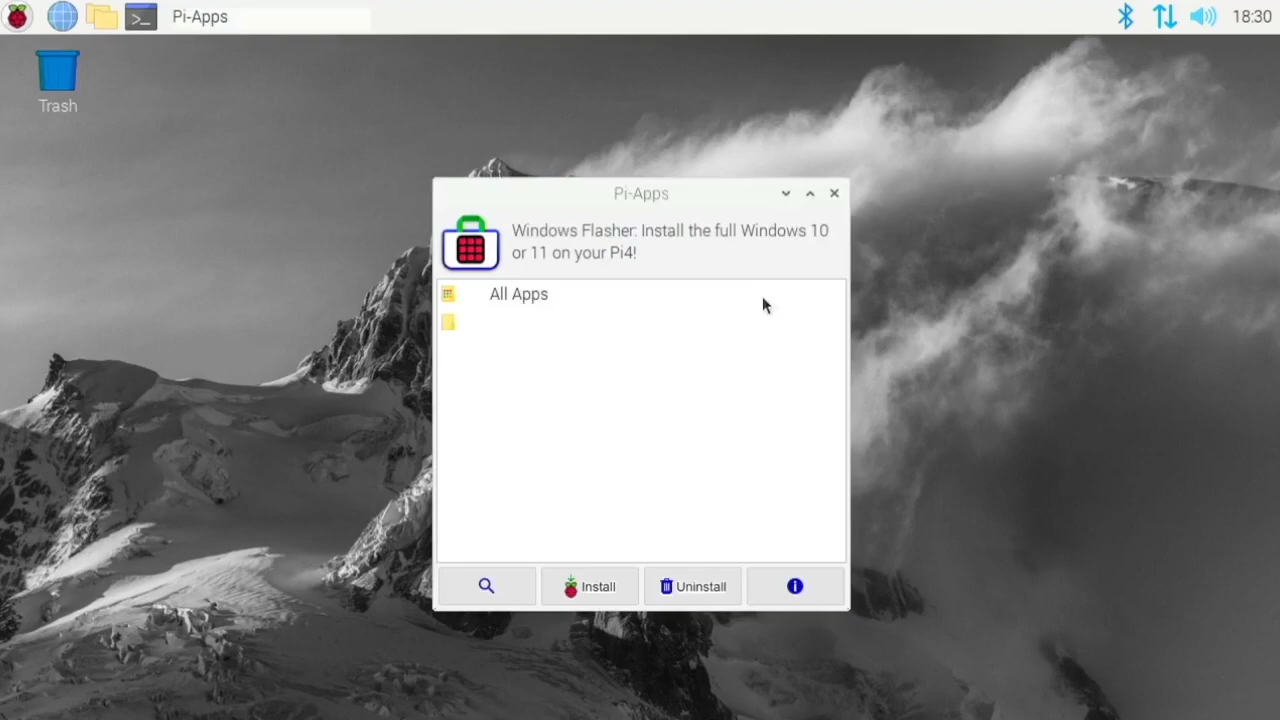 Pi-Apps
18:30
Trash
Pi-Apps
Windows Flasher: Install the full Windows 10
or 11 on your Pi4!
All Apps
Install
Uninstall